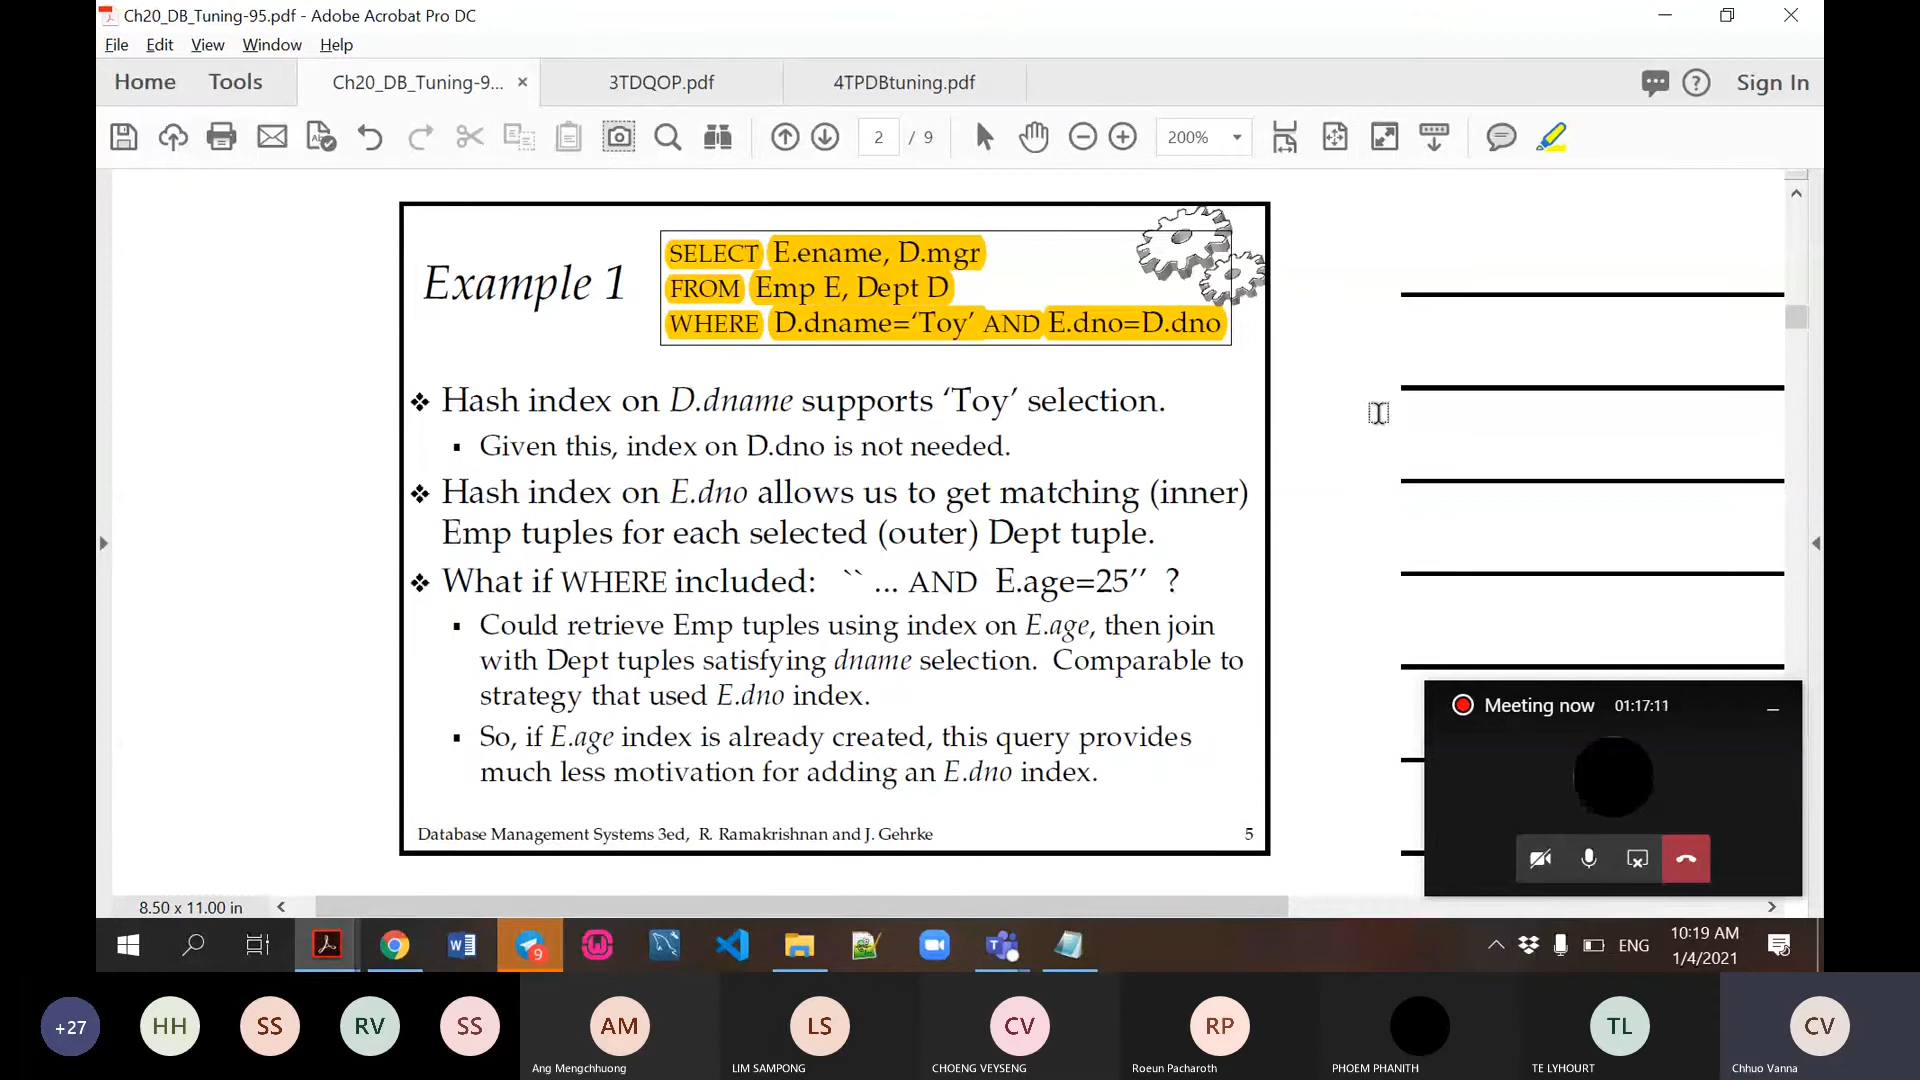 Ch20_DB_Tuning-95.pdf - Adobe Acrobat Pro DC
File Edit View Window Help
Home Tools Ch20_DB_Tuning-9... × 3TDQOP.pdf 4TPDBtuning.pdf Sign In
2 / 9 200%
Example 1
SELECT E.ename, D.mgr
FROM Emp E, Dept D
WHERE D.dname=‘Toy’ AND E.dno=D.dno
❖ Hash index on D.dname supports ‘Toy’ selection.
▪ Given this, index on D.dno is not needed.
❖ Hash index on E.dno allows us to get matching (inner)
Emp tuples for each selected (outer) Dept tuple.
❖ What if WHERE included: `` ... AND E.age=25’’ ?
▪ Could retrieve Emp tuples using index on E.age, then join
with Dept tuples satisfying dname selection. Comparable to
strategy that used E.dno index.
▪ So, if E.age index is already created, this query provides
much less motivation for adding an E.dno index.
Database Management Systems 3ed, R. Ramakrishnan and J. Gehrke 5
Meeting now 01:17:11
8.50 x 11.00 in
9
ENG
10:19 AM
1/4/2021
+27 HH SS RV SS AM LS CV RP TL CV
Ang Mengchhuong LIM SAMPONG CHOENG VEYSENG Roeun Pacharoth PHOEM PHANITH TE LYHOURT Chhuo Vanna